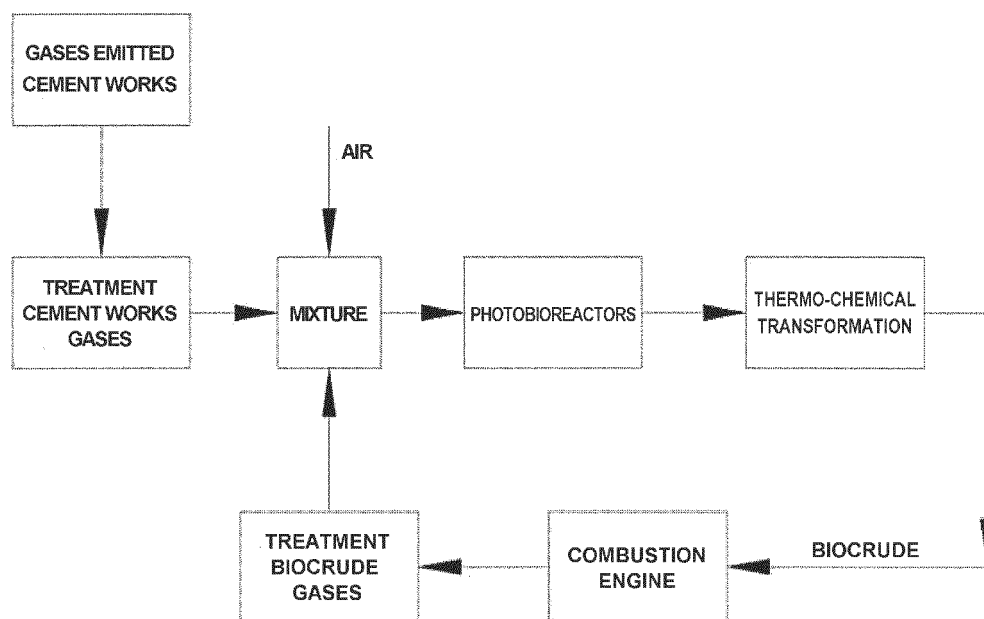 GASES EMITTED
CEMENT WORKS
AIR
TREATMENT
CEMENT WORKS
GASES
MIXTURE
PHOTOBIOREACTORS
THERMO-CHEMICAL
TRANSFORMATION
TREATMENT
BIOCRUDE
GASES
COMBUSTION
ENGINE
BIOCRUDE